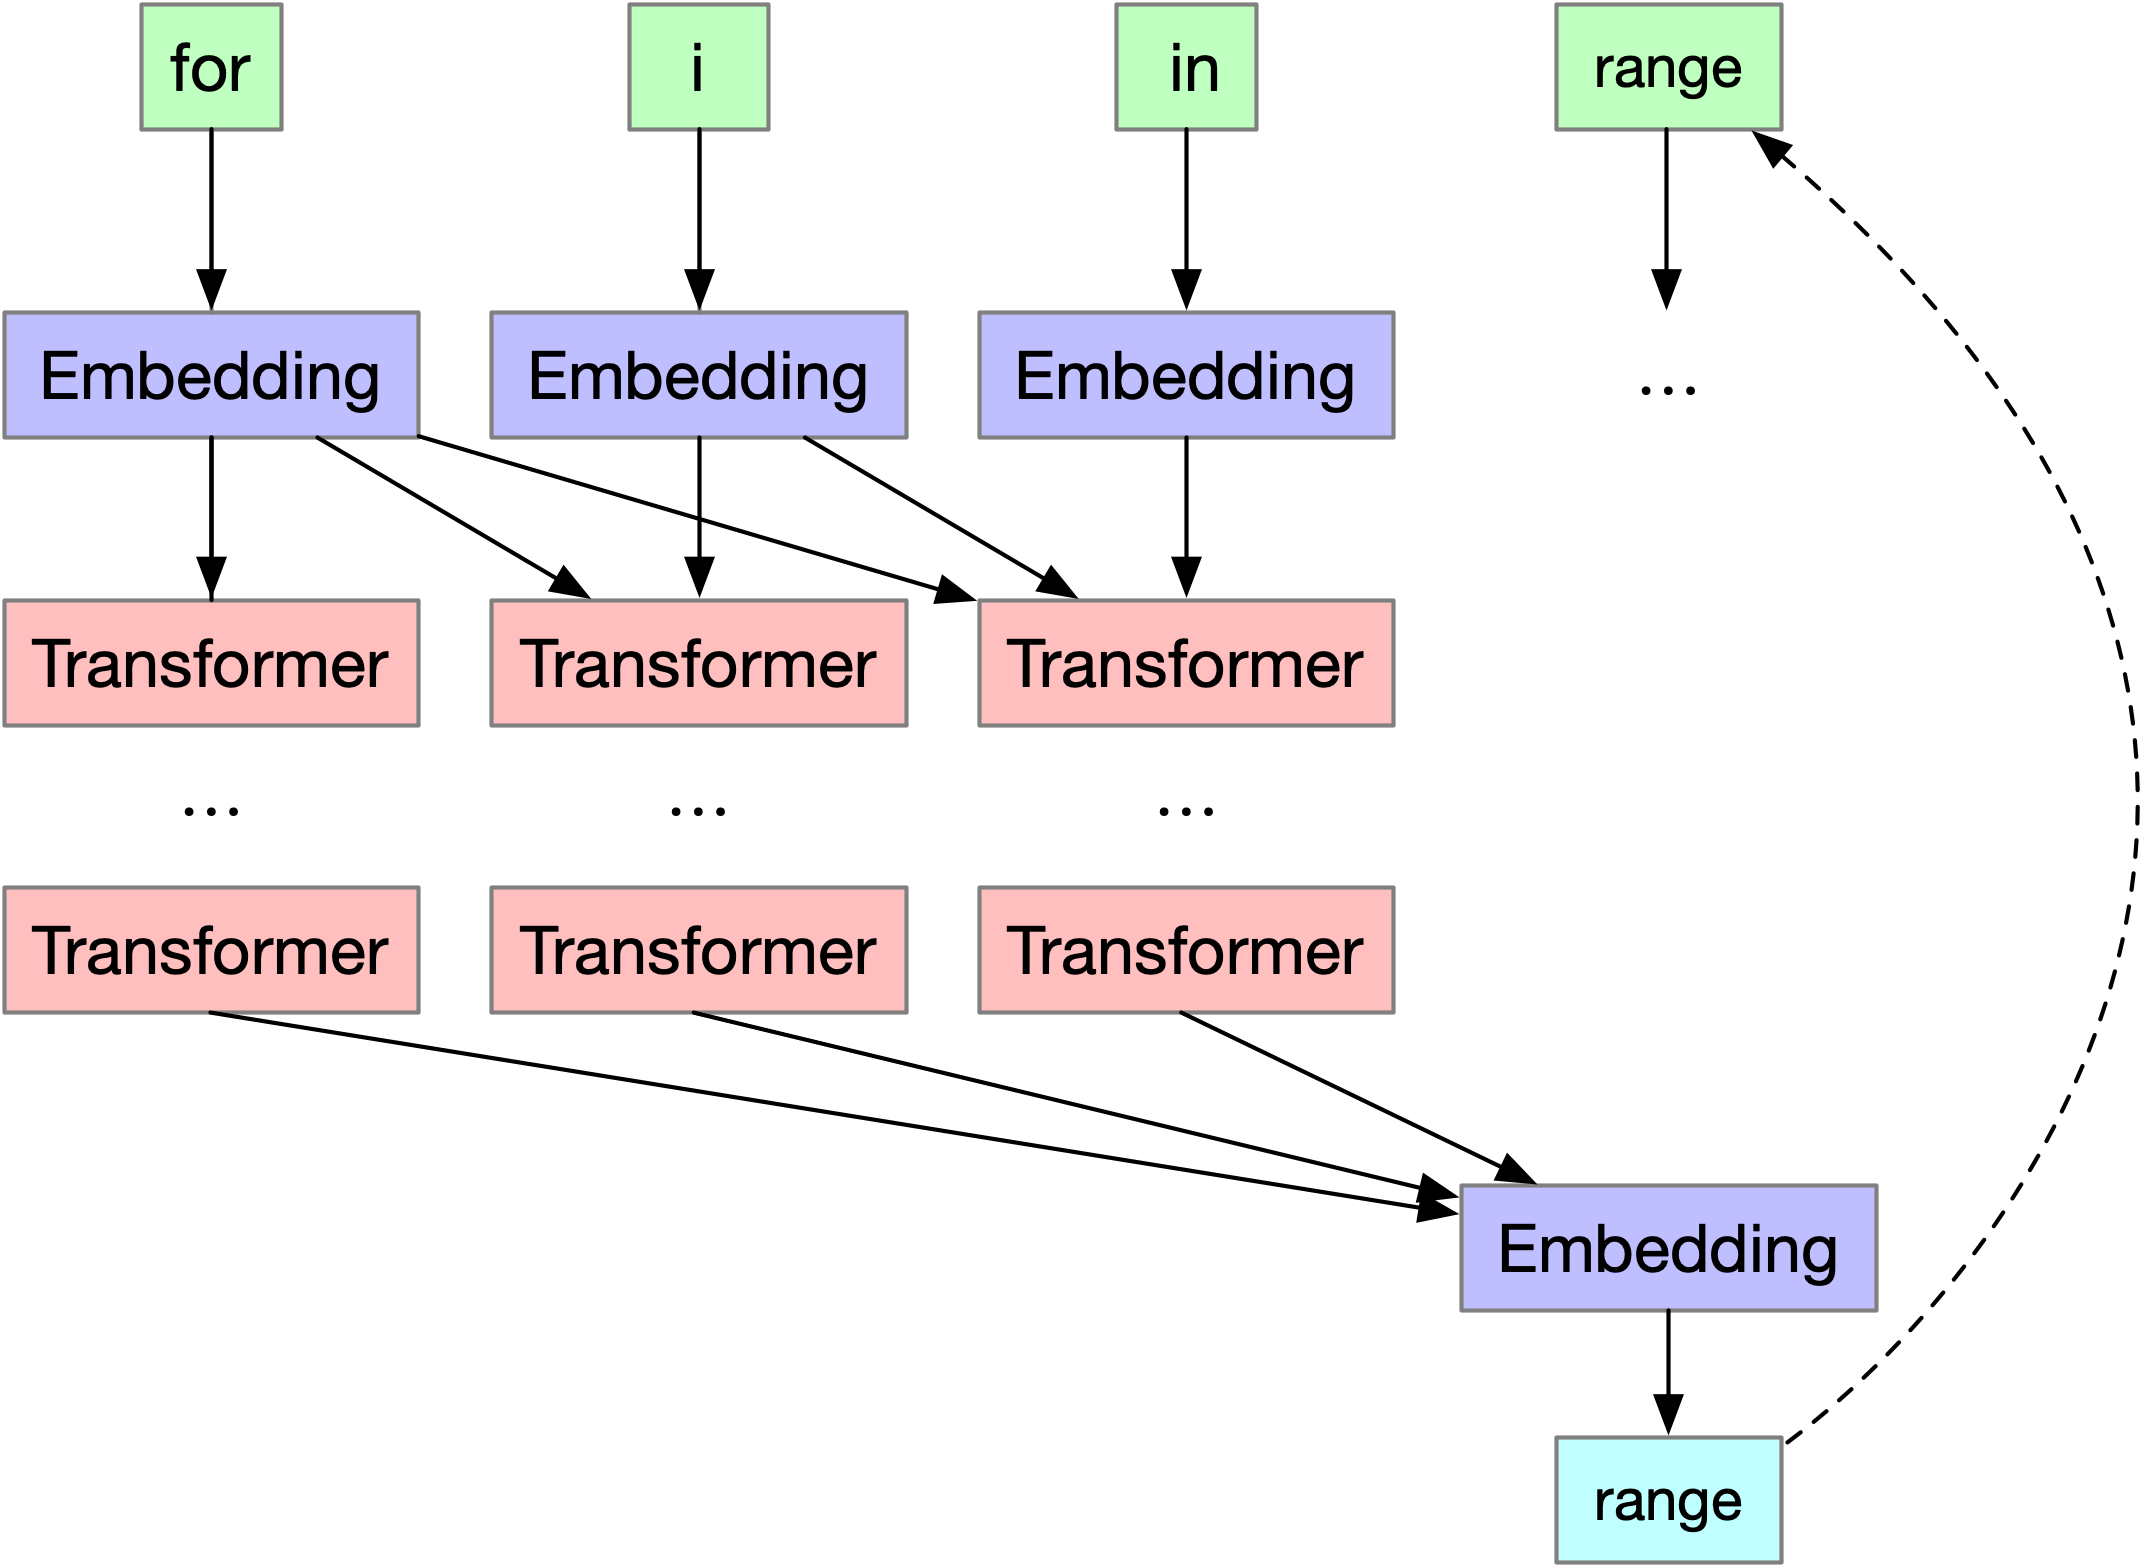 for i in range
Embedding Embedding Embedding ...
Transformer Transformer Transformer
... ... ...
Transformer Transformer Transformer
Embedding
range